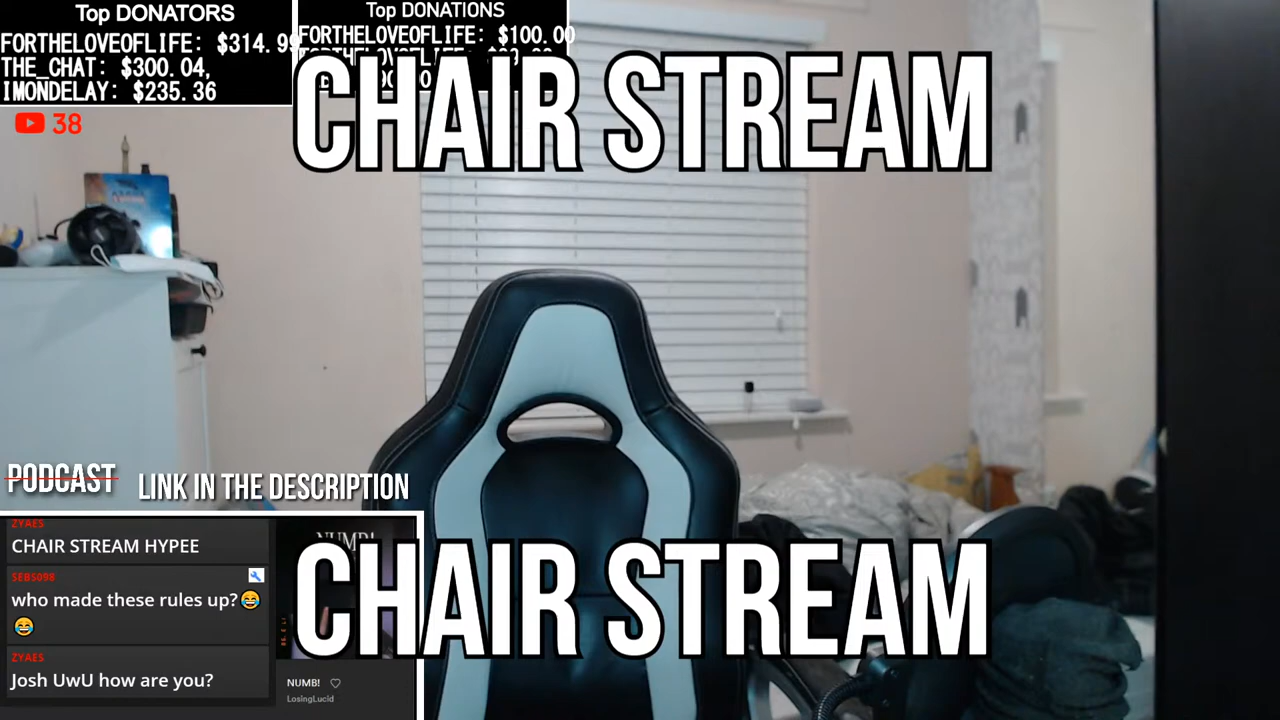 Top DONATORS
FORTHELOVEOFLIFE: $314.99
THE_CHAT: $300.04,
IMONDELAY: $235.36
Top DONATIONS
FORTHELOVEOFLIFE: $100.00
38
CHAIR STREAM
PODCAST
LINK IN THE DESCRIPTION
ZYAES
CHAIR STREAM HYPEE
SEBS098
who made these rules up?😂
😂
ZYAES
Josh UwU how are you?
NUMB!
NUMB! ♡
LosingLucid
CHAIR STREAM